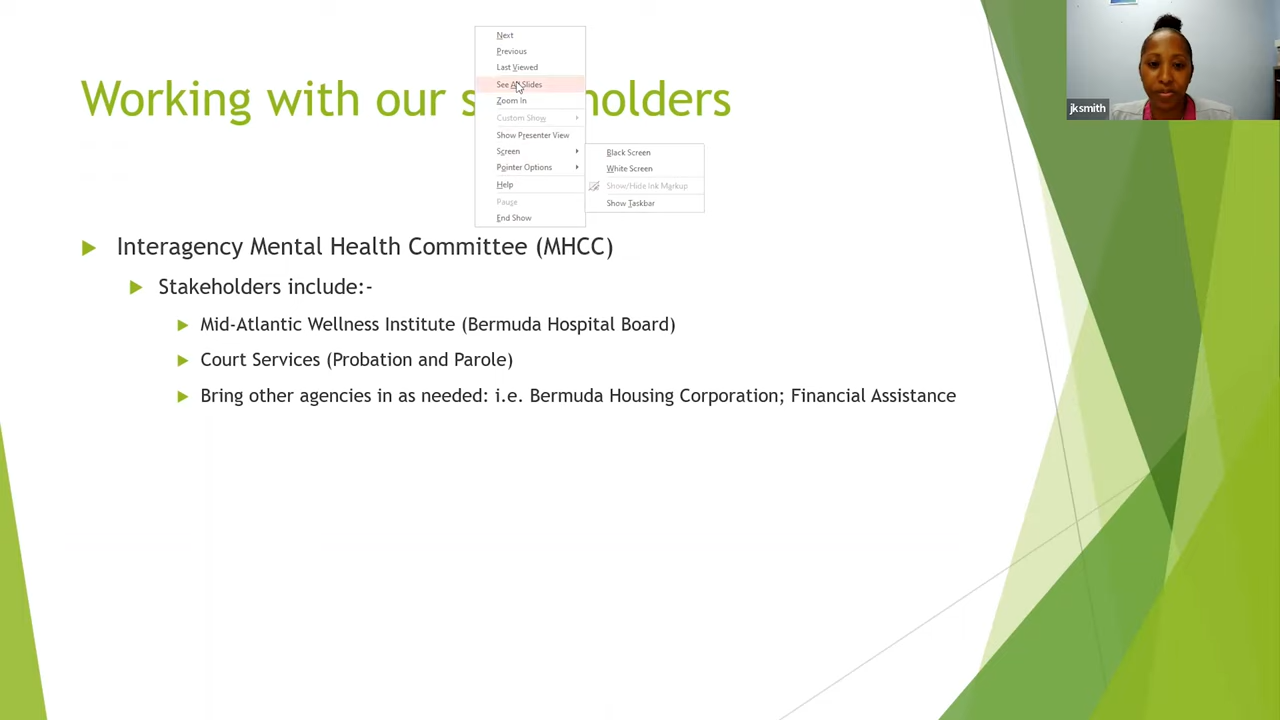 Working with our s holders
Next
Previous
Last Viewed
See All Slides
Zoom In
Custom Show
Show Presenter View
Screen
Pointer Options
Help
Pause
End Show
Black Screen
White Screen
Show/Hide Ink Markup
Show Taskbar
jksmith
Interagency Mental Health Committee (MHCC)
Stakeholders include:-
Mid-Atlantic Wellness Institute (Bermuda Hospital Board)
Court Services (Probation and Parole)
Bring other agencies in as needed: i.e. Bermuda Housing Corporation; Financial Assistance